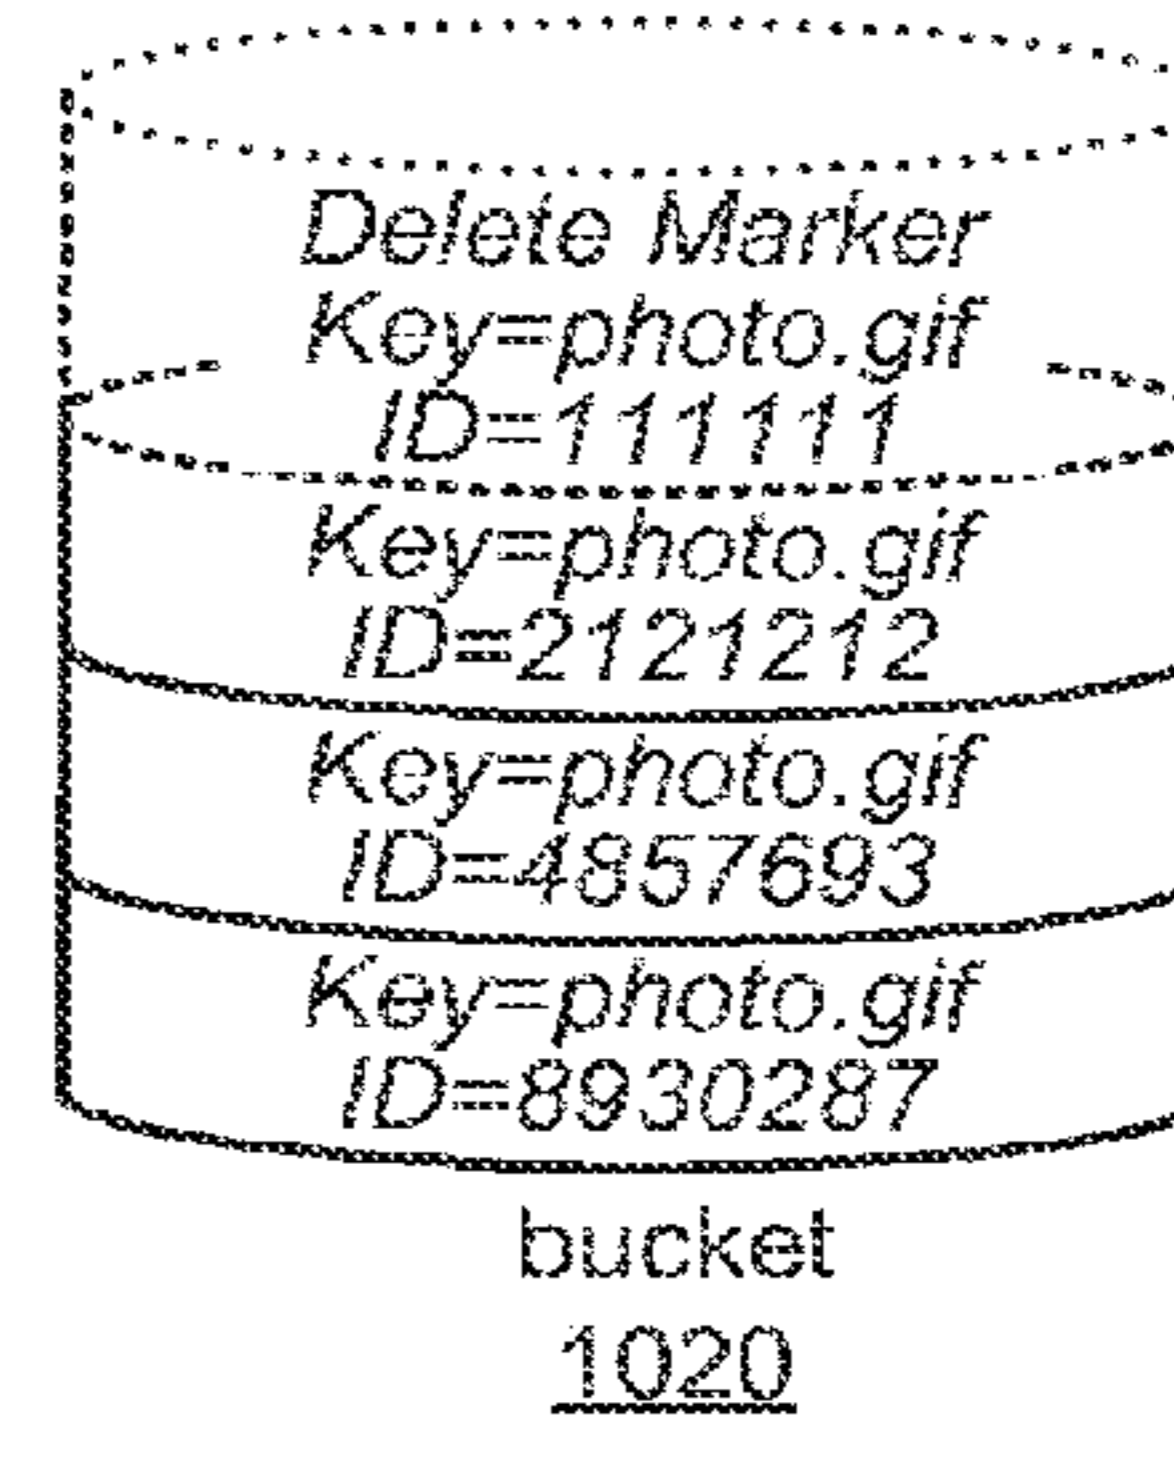 Delete Marker
Key=photo.gif
ID=111111
Key=photo.gif
ID=2121212
Key=photo.gif
ID=4857693
Key=photo.gif
ID=8930287
bucket
1020